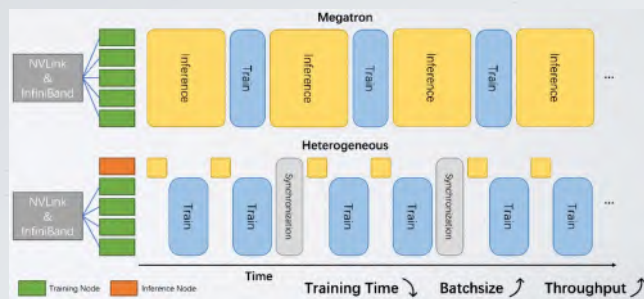 Megatron
NVLink
&
InfiniBand
Inference
Train
Inference
Train
Inference
Train
Inference
...
Heterogeneous
NVLink
&
InfiniBand
Train
Train
Synchronization
Train
Train
Synchronization
Train
Train
...
Time
Training Node
Inference Node
Training Time
Batchsize
Throughput